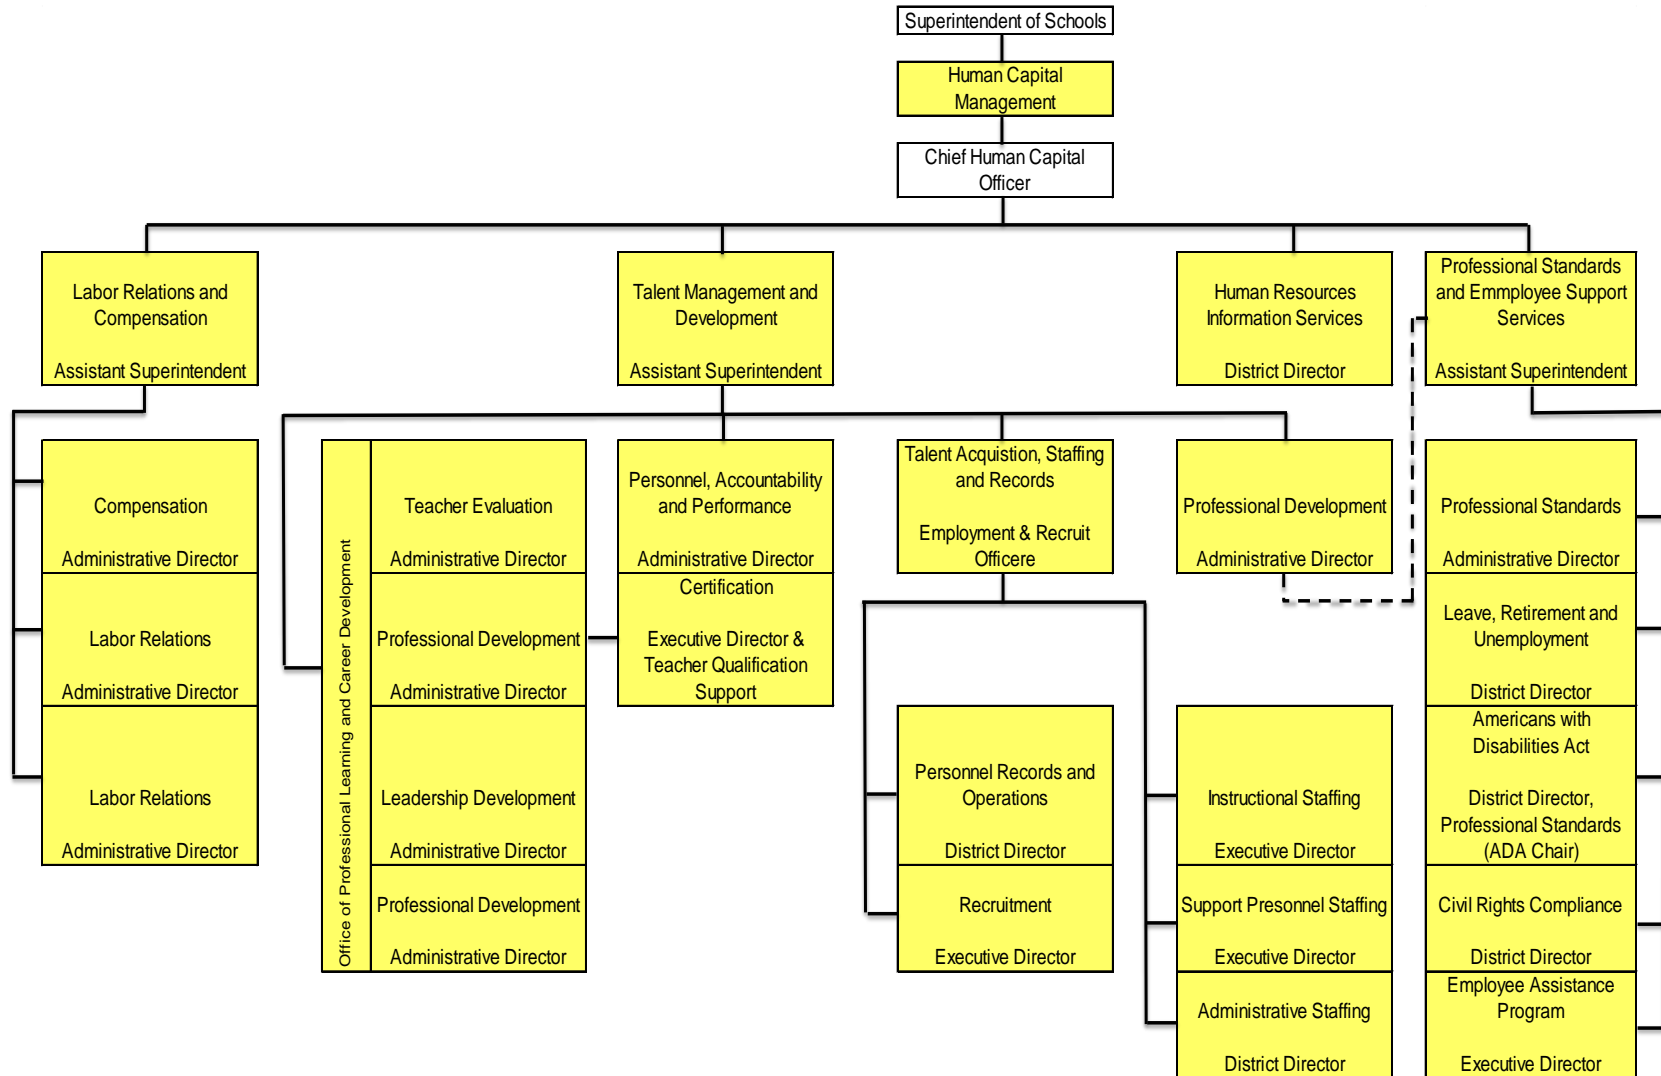 Superintendent of Schools
Human Capital
Management
Chief Human Capital
Officer
Labor Relations and
Compensation
Assistant Superintendent
Talent Management and
Development
Assistant Superintendent
Human Resources
Information Services
District Director
Professional Standards
and Emmployee Support
Services
Assistant Superintendent
Compensation
Administrative Director
Labor Relations
Administrative Director
Labor Relations
Administrative Director
Office of Professional Learning and Career Development
Teacher Evaluation
Administrative Director
Professional Development
Administrative Director
Leadership Development
Administrative Director
Professional Development
Administrative Director
Personnel, Accountability
and Performance
Administrative Director
Certification
Executive Director &
Teacher Qualification
Support
Talent Acquistion, Staffing
and Records
Employment & Recruit
Officere
Personnel Records and
Operations
District Director
Recruitment
Executive Director
Professional Development
Administrative Director
Instructional Staffing
Executive Director
Support Presonnel Staffing
Executive Director
Administrative Staffing
District Director
Professional Standards
Administrative Director
Leave, Retirement and
Unemployment
District Director
Americans with
Disabilities Act
District Director,
Professional Standards
(ADA Chair)
Civil Rights Compliance
District Director
Employee Assistance
Program
Executive Director